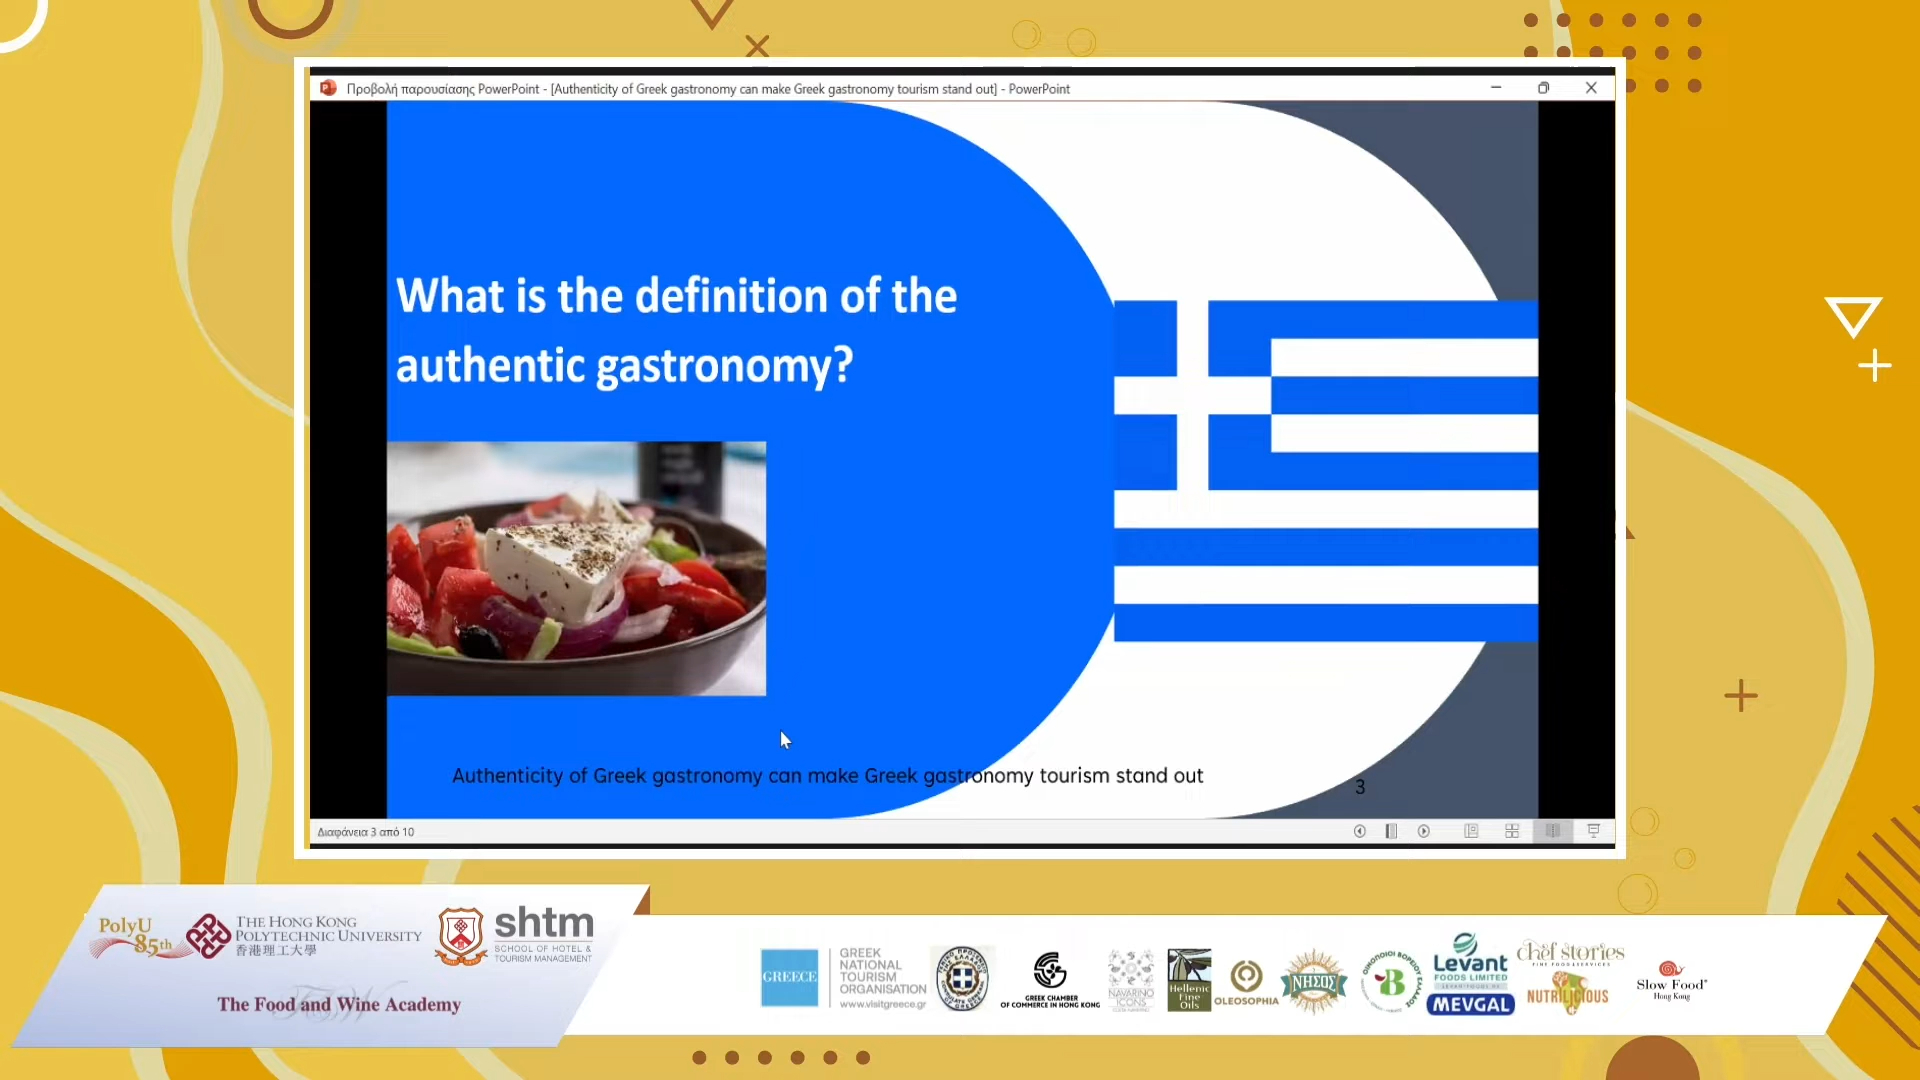 Προβολή παρουσίασης PowerPoint - [Authenticity of Greek gastronomy can make Greek gastronomy tourism stand out] - PowerPoint
What is the definition of the
authentic gastronomy?
Authenticity of Greek gastronomy can make Greek gastronomy tourism stand out
3
Διαφάνεια 3 από 10
PolyU
85th
THE HONG KONG
POLYTECHNIC UNIVERSITY
香港理工大學
shtm
SCHOOL OF HOTEL &
TOURISM MANAGEMENT
The Food and Wine Academy
GREECE
GREEK
NATIONAL
TOURISM
ORGANISATION
www.visitgreece.gr
GREEK CHAMBER
OF COMMERCE IN HONG KONG
NAVARINO
ICONS
Hellenic
Fine
Oils
OLEOSOPHIA
ΝΗΣΟΣ
B
Levant
FOODS LIMITED
MEVGAL
chef stories
FINE FOOD & SERVICES
NUTRILICIOUS
Slow Food®
Hong Kong